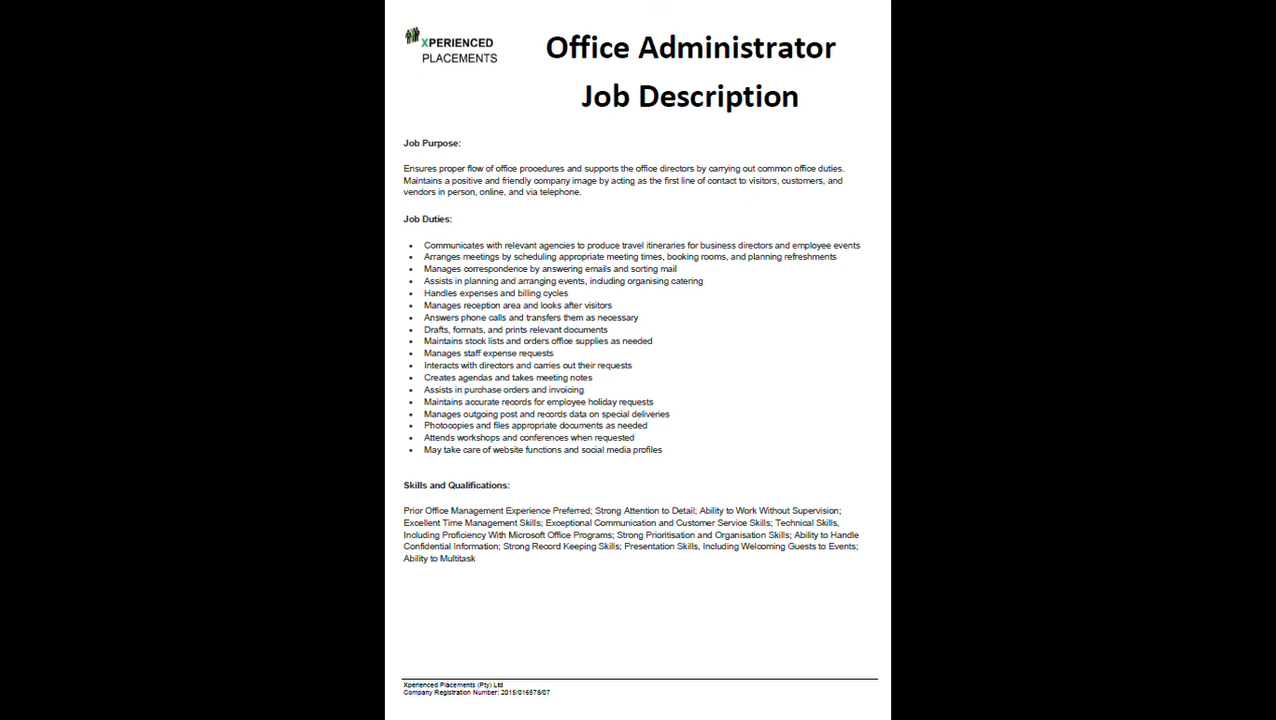 XPERIENCED
PLACEMENTS
Office Administrator
Job Description
Job Purpose:
Ensures proper flow of office procedures and supports the office directors by carrying out common office duties.
Maintains a positive and friendly company image by acting as the first line of contact to visitors, customers, and
vendors in person, online, and via telephone.
Job Duties:
• Communicates with relevant agencies to produce travel itineraries for business directors and employee events
• Arranges meetings by scheduling appropriate meeting times, booking rooms, and planning refreshments
• Manages correspondence by answering emails and sorting mail
• Assists in planning and arranging events, including organising catering
• Handles expenses and billing cycles
• Manages reception area and looks after visitors
• Answers phone calls and transfers them as necessary
• Drafts, formats, and prints relevant documents
• Maintains stock lists and orders office supplies as needed
• Manages staff expense requests
• Interacts with directors and carries out their requests
• Creates agendas and takes meeting notes
• Assists in purchase orders and invoicing
• Maintains accurate records for employee holiday requests
• Manages outgoing post and records data on special deliveries
• Photocopies and files appropriate documents as needed
• Attends workshops and conferences when requested
• May take care of website functions and social media profiles
Skills and Qualifications:
Prior Office Management Experience Preferred; Strong Attention to Detail; Ability to Work Without Supervision;
Excellent Time Management Skills; Exceptional Communication and Customer Service Skills; Technical Skills,
Including Proficiency With Microsoft Office Programs; Strong Prioritisation and Organisation Skills; Ability to Handle
Confidential Information; Strong Record Keeping Skills; Presentation Skills, Including Welcoming Guests to Events;
Ability to Multitask
Xperienced Placements (Pty) Ltd
Company Registration Number: 2015/016578/07